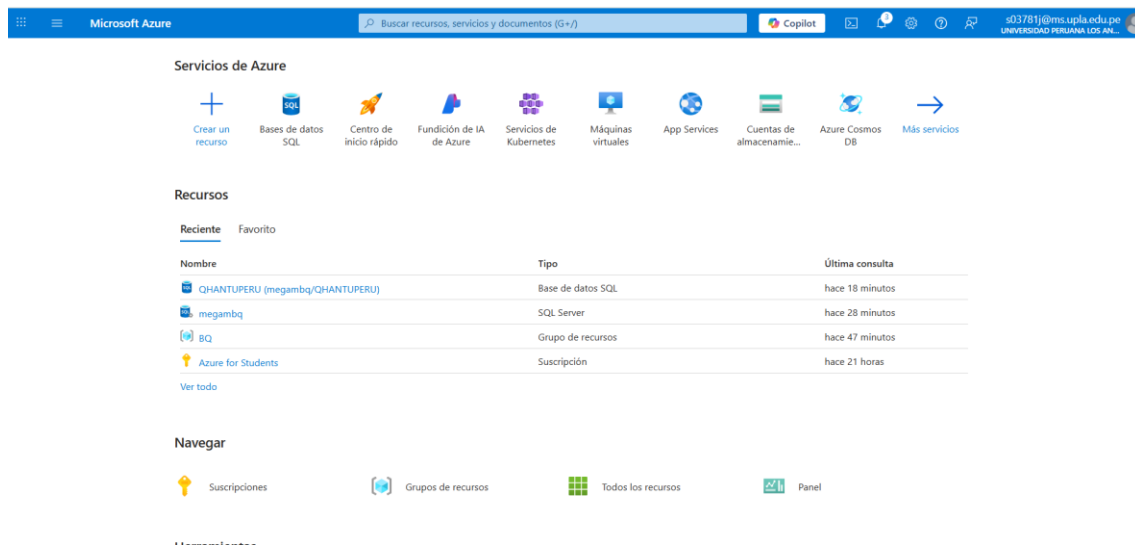 Microsoft Azure
Buscar recursos, servicios y documentos (G+/)
Copilot
3
s03781j@ms.upla.edu.pe
UNIVERSIDAD PERUANA LOS AN...
Servicios de Azure
Crear un recurso
Bases de datos SQL
Centro de inicio rápido
Fundición de IA de Azure
Servicios de Kubernetes
Máquinas virtuales
App Services
Cuentas de almacenamie...
Azure Cosmos DB
Más servicios
Recursos
Reciente Favorito
Nombre Tipo Última consulta
QHANTUPERU (megambq/QHANTUPERU) Base de datos SQL hace 18 minutos
megambq SQL Server hace 28 minutos
BQ Grupo de recursos hace 47 minutos
Azure for Students Suscripción hace 21 horas
Ver todo
Navegar
Suscripciones Grupos de recursos Todos los recursos Panel